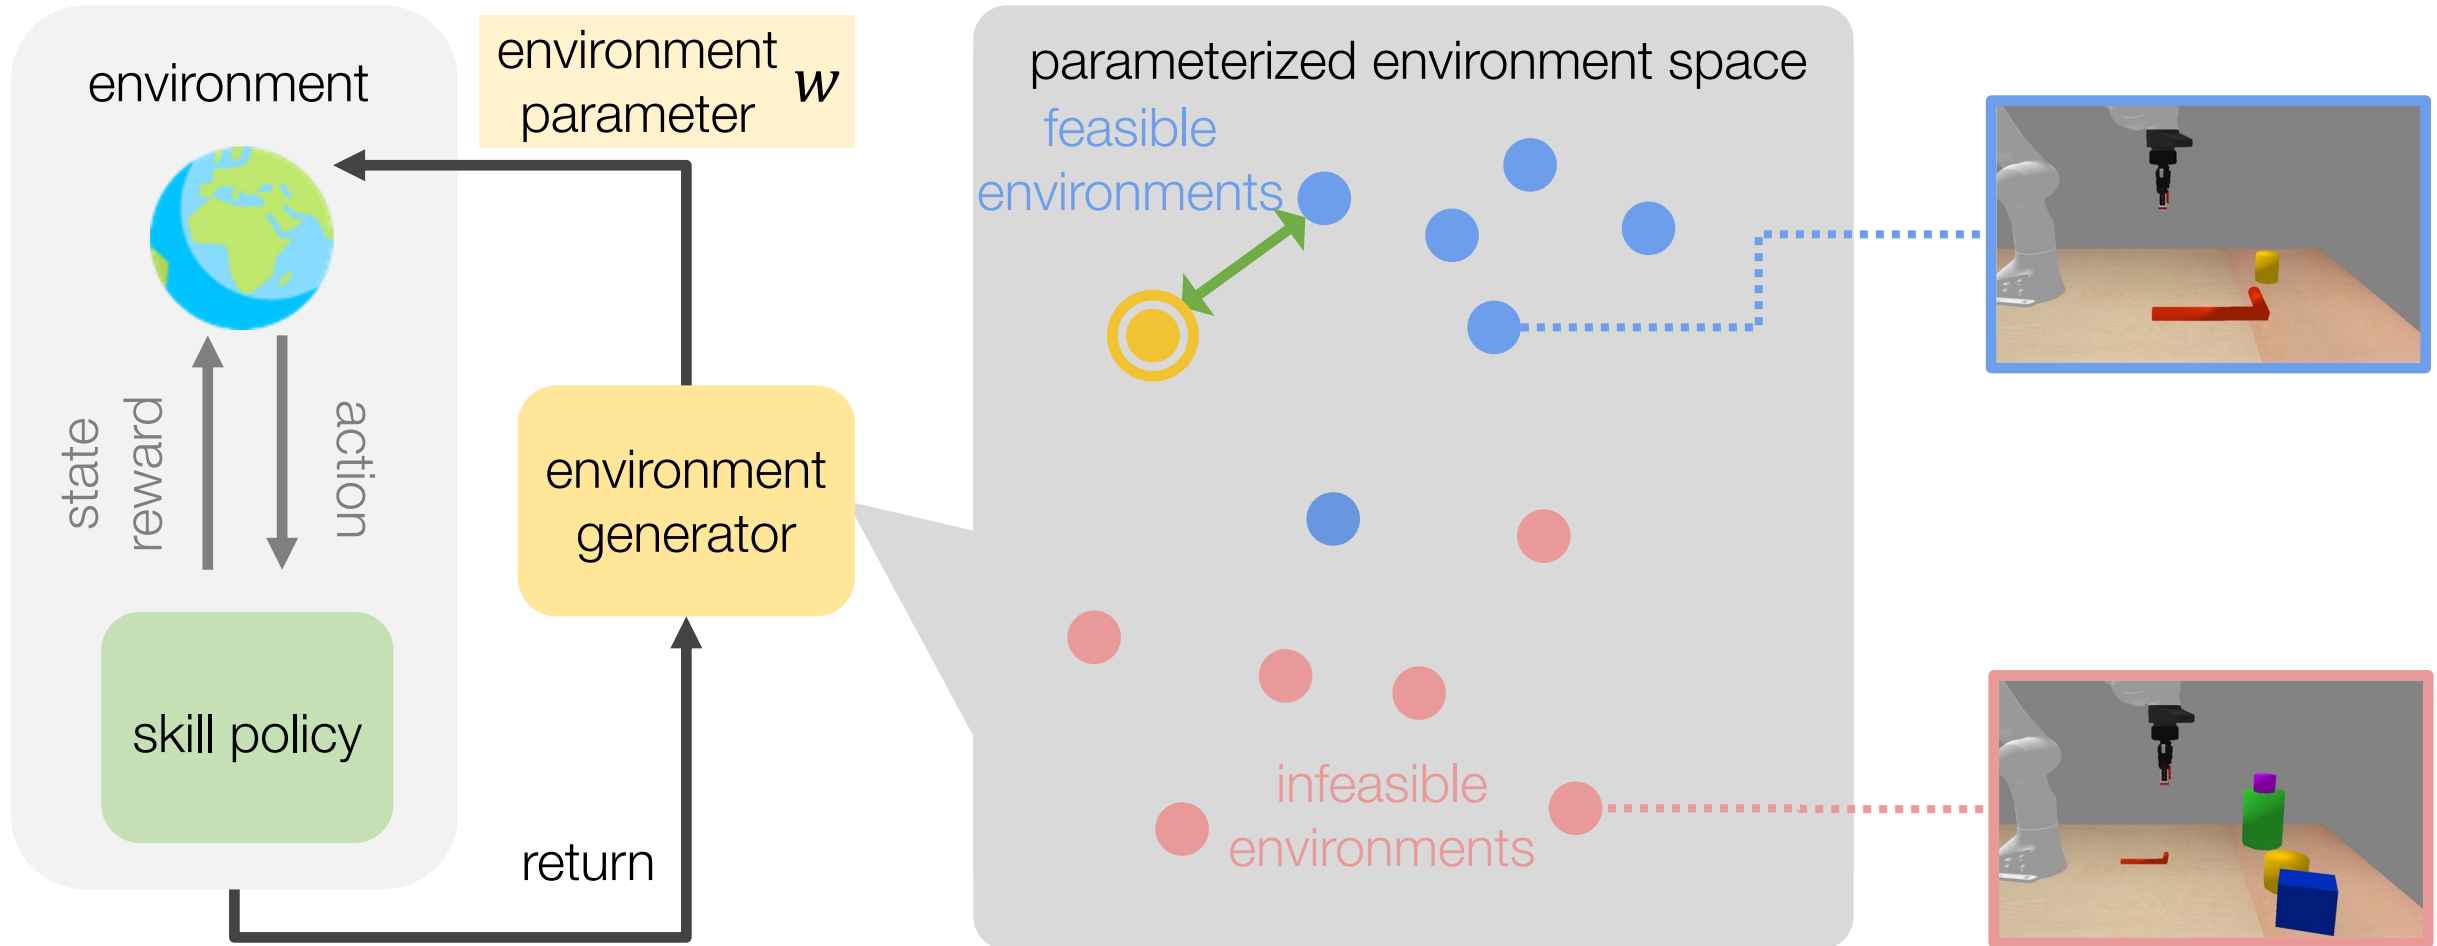 environment
state
reward
action
skill policy
environment
parameter
w
environment
generator
return
parameterized environment space
feasible
environments
infeasible
environments